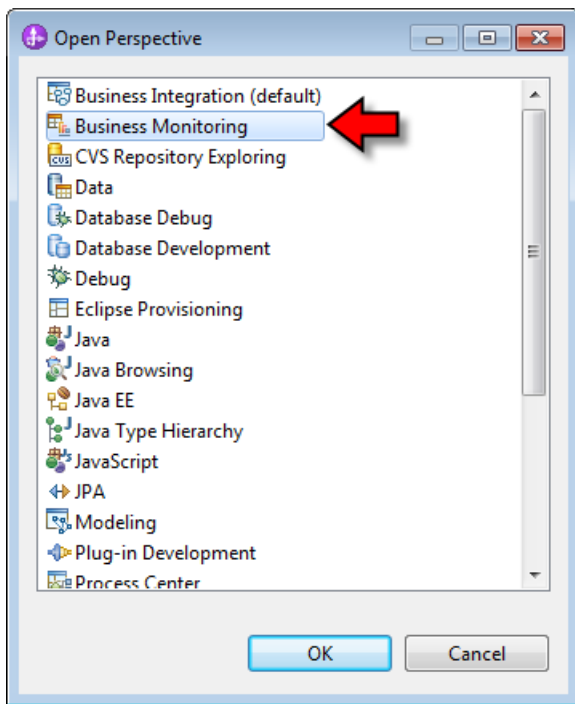 Open Perspective
Business Integration (default)
Business Monitoring
CVS Repository Exploring
Data
Database Debug
Database Development
Debug
Eclipse Provisioning
Java
Java Browsing
Java EE
Java Type Hierarchy
JavaScript
JPA
Modeling
Plug-in Development
Process Center
OK
Cancel